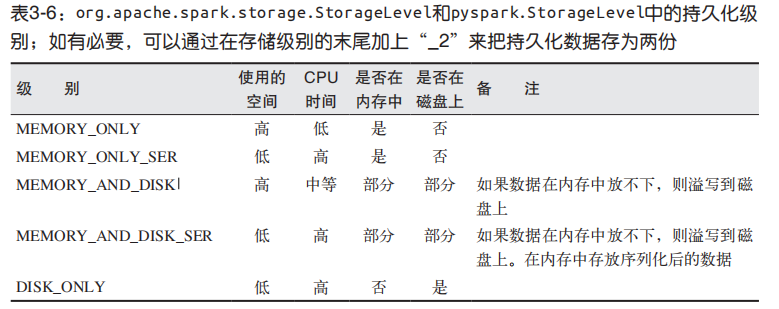 表3-6：org.apache.spark.storage.StorageLevel和pyspark.StorageLevel中的持久化级
别；如有必要，可以通过在存储级别的末尾加上“_2”来把持久化数据存为两份
级 别 使用的空间 CPU时间 是否在内存中 是否在磁盘上 备 注
MEMORY_ONLY 高 低 是 否
MEMORY_ONLY_SER 低 高 是 否
MEMORY_AND_DISK 高 中等 部分 部分 如果数据在内存中放不下，则溢写到磁
盘上
MEMORY_AND_DISK_SER 低 高 部分 部分 如果数据在内存中放不下，则溢写到磁
盘上。在内存中存放序列化后的数据
DISK_ONLY 低 高 否 是